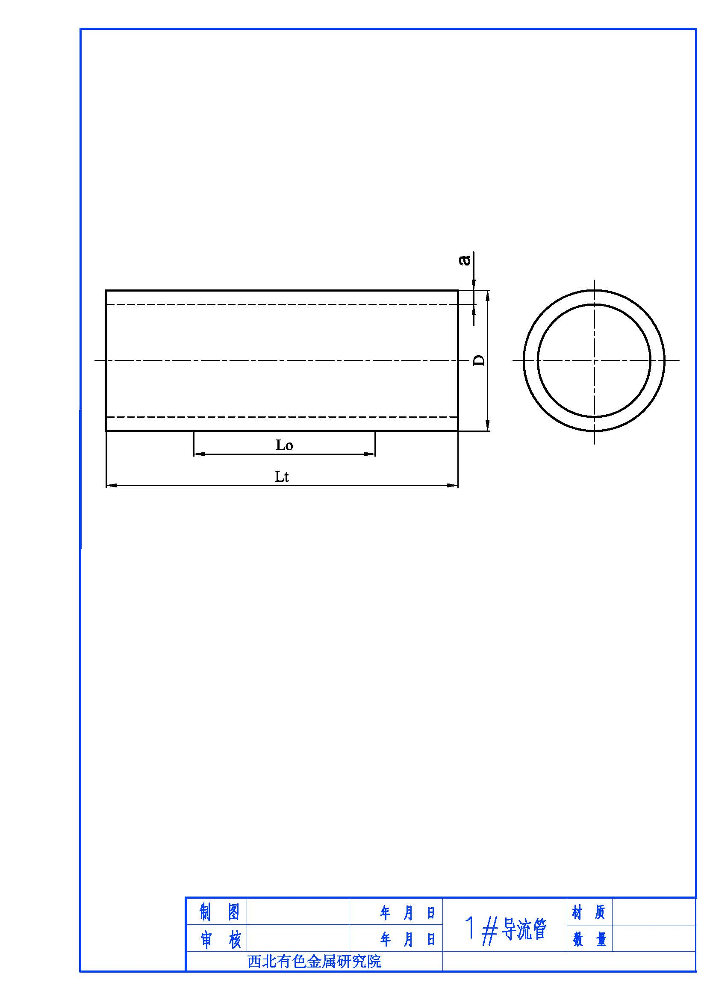 a
D
Lo
Lt
制 图 年 月 日
审 核 年 月 日
1#导流管
材 质
数 量
西北有色金属研究院